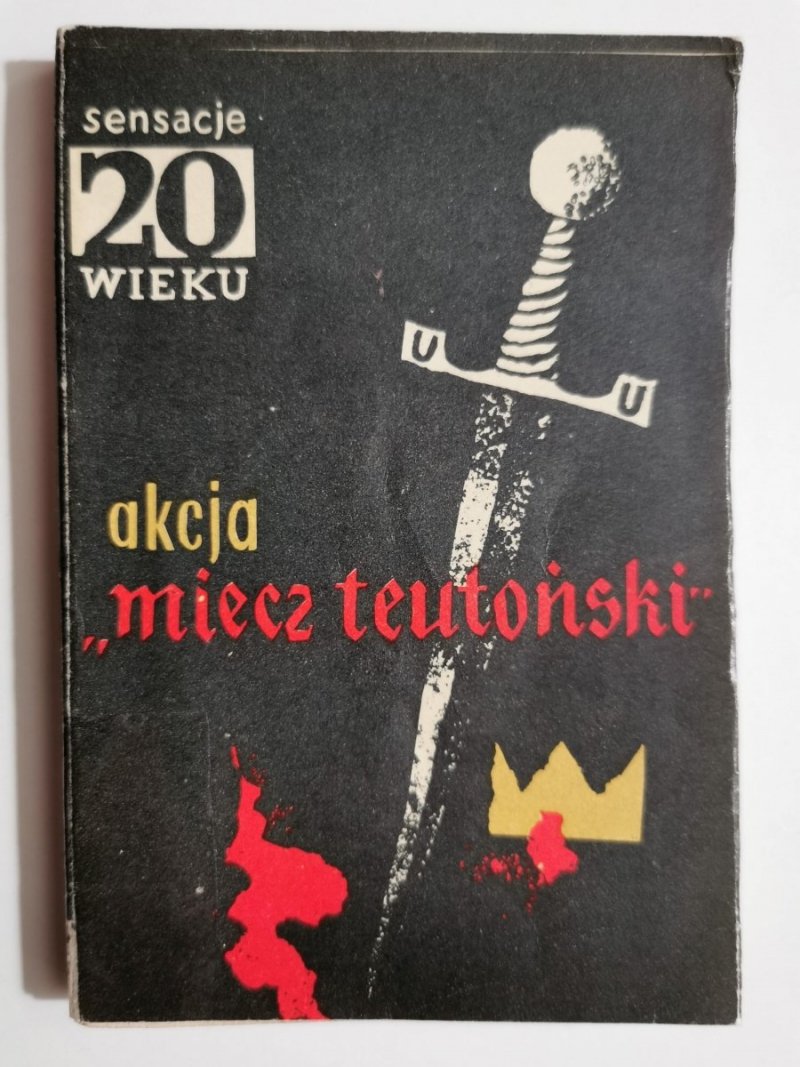 sensacje
20
WIEKU
U U
akcja
„miecz teutoński”